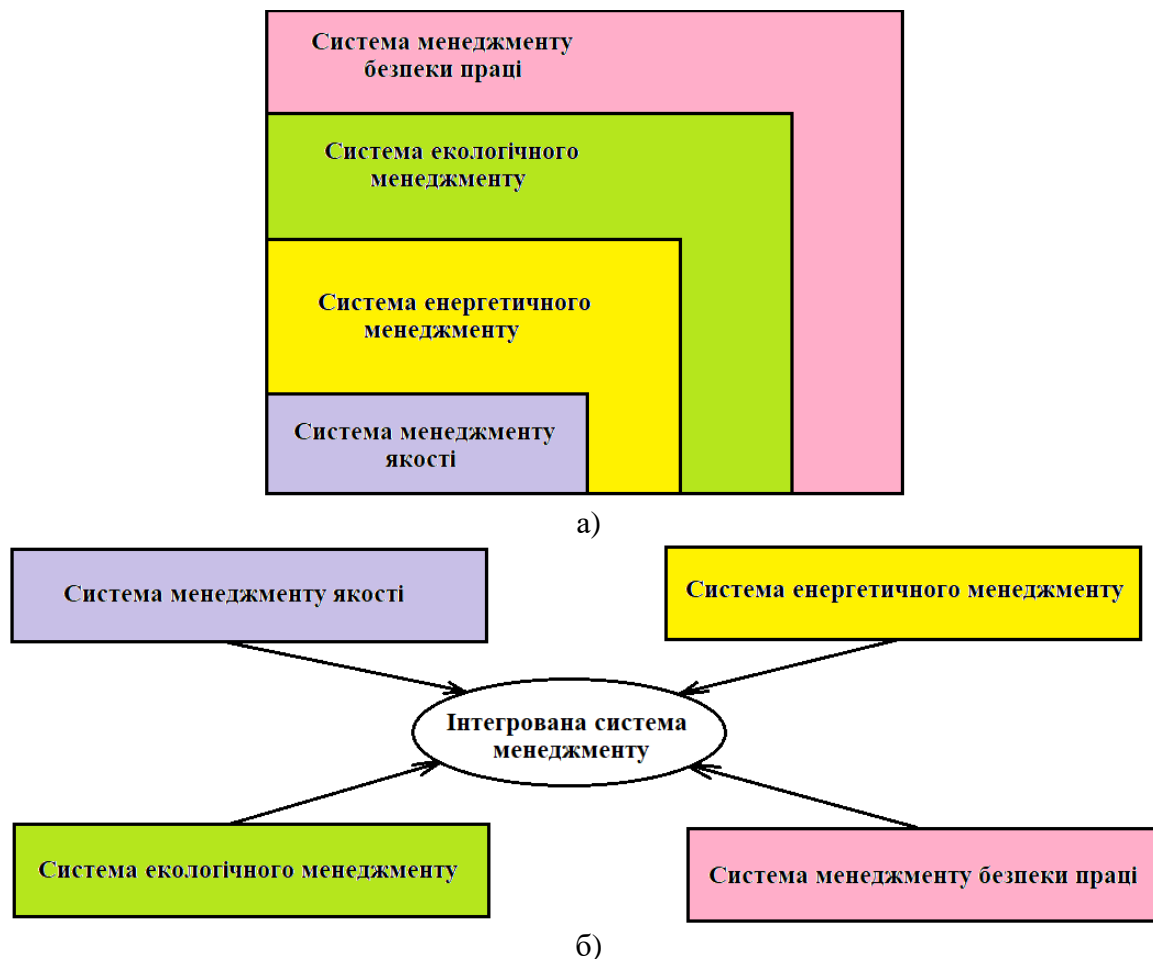 Система менеджменту
безпеки праці
Система екологічного
менеджменту
Система енергетичного
менеджменту
Система менеджменту
якості
а)
Система менеджменту якості
Система енергетичного менеджменту
Інтегрована система
менеджменту
Система екологічного менеджменту
Система менеджменту безпеки праці
б)